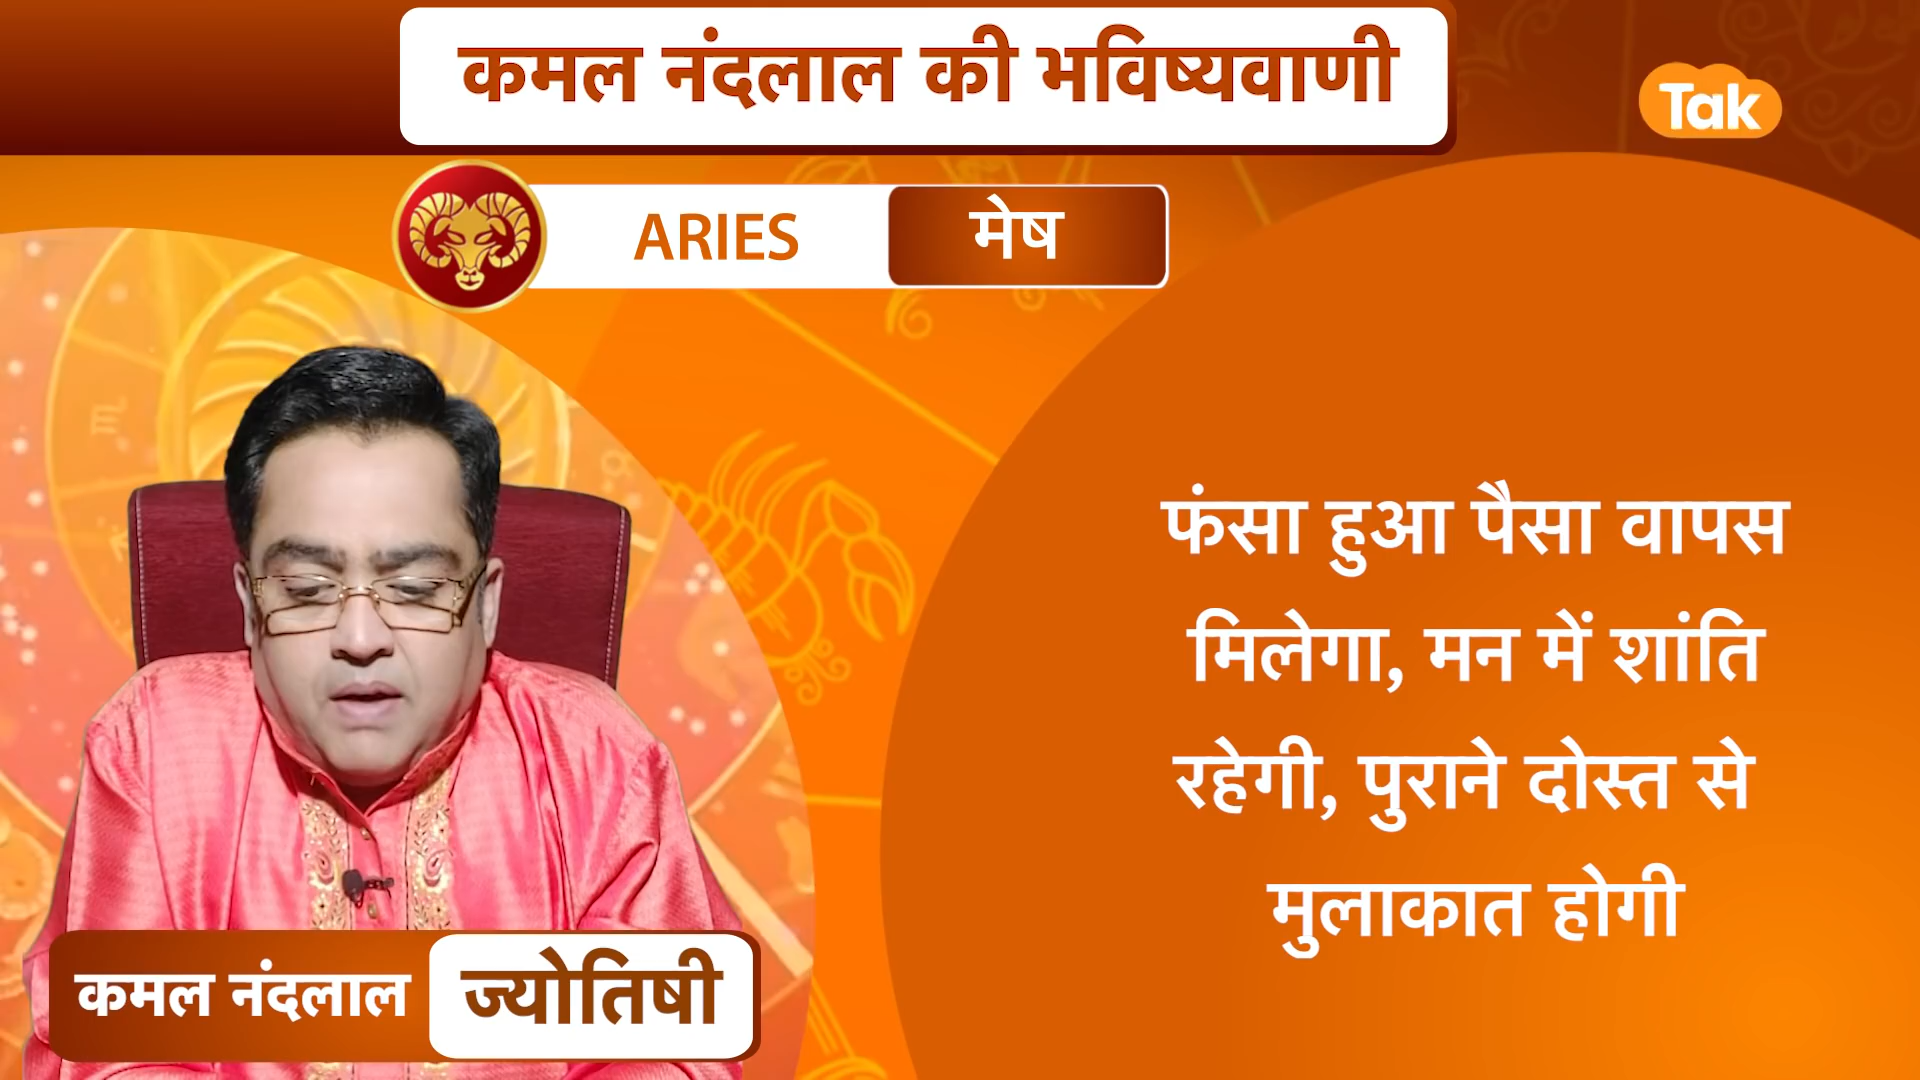 कमल नंदलाल की भविष्यवाणी
Tak
ARIES मेष
फंसा हुआ पैसा वापस
मिलेगा, मन में शांति
रहेगी, पुराने दोस्त से
मुलाकात होगी
कमल नंदलाल ज्योतिषी